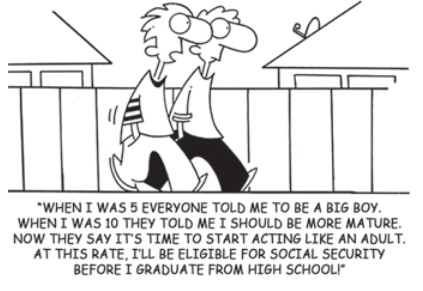 "WHEN I WAS 5 EVERYONE TOLD ME TO BE A BIG BOY.
WHEN I WAS 10 THEY TOLD ME I SHOULD BE MORE MATURE.
NOW THEY SAY IT'S TIME TO START ACTING LIKE AN ADULT.
AT THIS RATE, I'LL BE ELIGIBLE FOR SOCIAL SECURITY
BEFORE I GRADUATE FROM HIGH SCHOOL!"